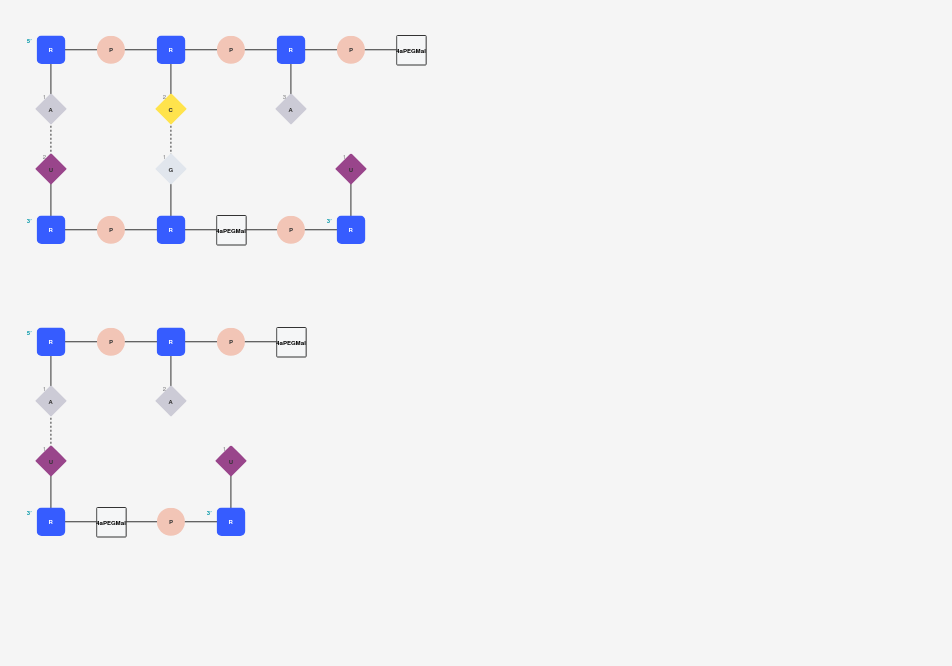 5' R P R P R P 4aPEGMal
1 A 2 C 3 A
2 U 1 G 1 U
3' R P R 4aPEGMal P 3' R
5' R P R P 4aPEGMal
1 A 2 A
1 U 1 U
3' R 4aPEGMal P 3' R